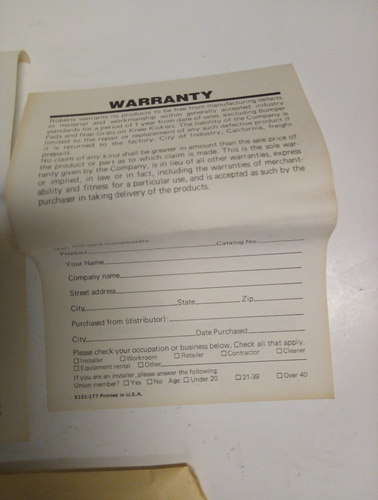 WARRANTY
Roberts warrants its products to be free from manufacturing defects
in material and workmanship within generally accepted industry
standards for a period of 1 year from date of sale, excluding Bumper
Pads and Nap Grips on Knee Kickers. The liability of the Company is
limited to the repair or replacement of any such defective product if
it is returned to the factory, City of Industry, California, freight
prepaid.
No claim of any kind shall be greater in amount than the sale price of
the product or part as to which claim is made. This is the sole war-
ranty given by the Company, is in lieu of all other warranties, express
or implied, in law or in fact, including the warranties of merchant-
ability and fitness for a particular use, and is accepted as such by the
purchaser in taking delivery of the products.
Product Catalog No.
Your Name
Company name
Street address
City State Zip
Purchased from (distributor):
City Date Purchased
Please check your occupation or business below. Check all that apply.
☐ Installer ☐ Workroom ☐ Retailer ☐ Contractor ☐ Cleaner
☐ Equipment rental ☐ Other
If you are an installer, please answer the following:
Union member? ☐ Yes ☐ No Age: ☐ Under 20 ☐ 21-39 ☐ Over 40
5121-177 Printed in U.S.A.